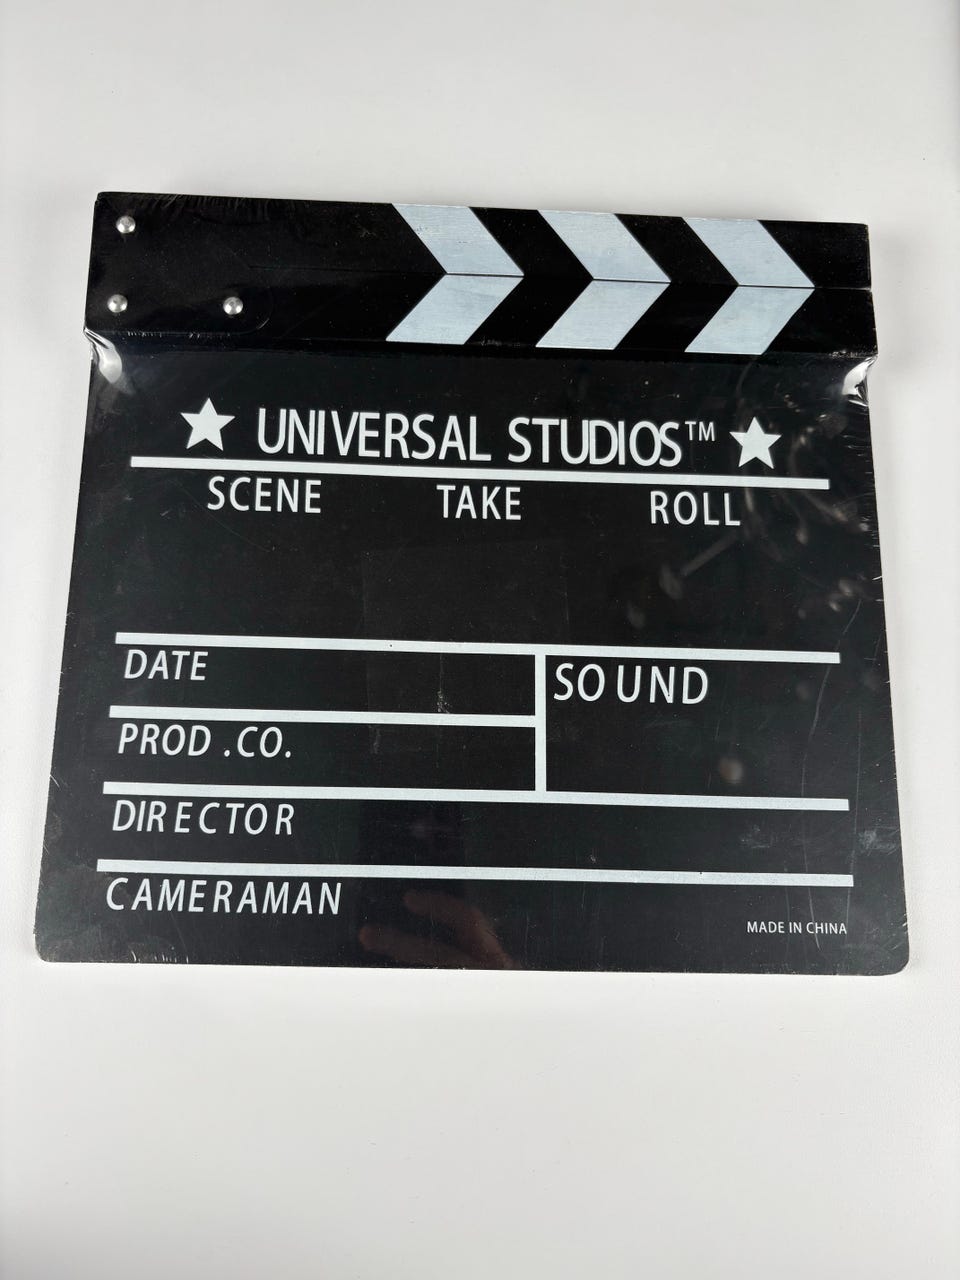 ★ UNIVERSAL STUDIOS™ ★
SCENE TAKE ROLL
DATE SOUND
PROD .CO.
DIRECTOR
CAMERAMAN
MADE IN CHINA